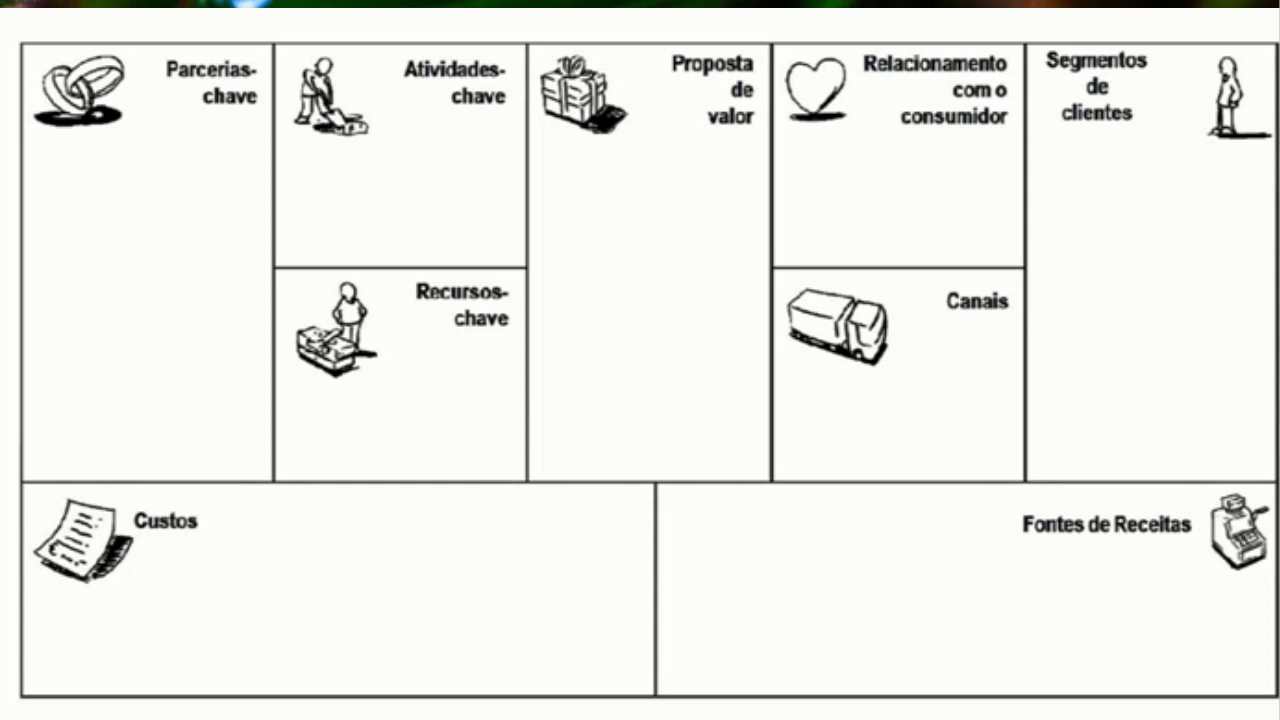 Parcerias-
chave
Atividades-
chave
Proposta
de
valor
Relacionamento
com o
consumidor
Segmentos
de
clientes
Recursos-
chave
Canais
Custos
Fontes de Receitas